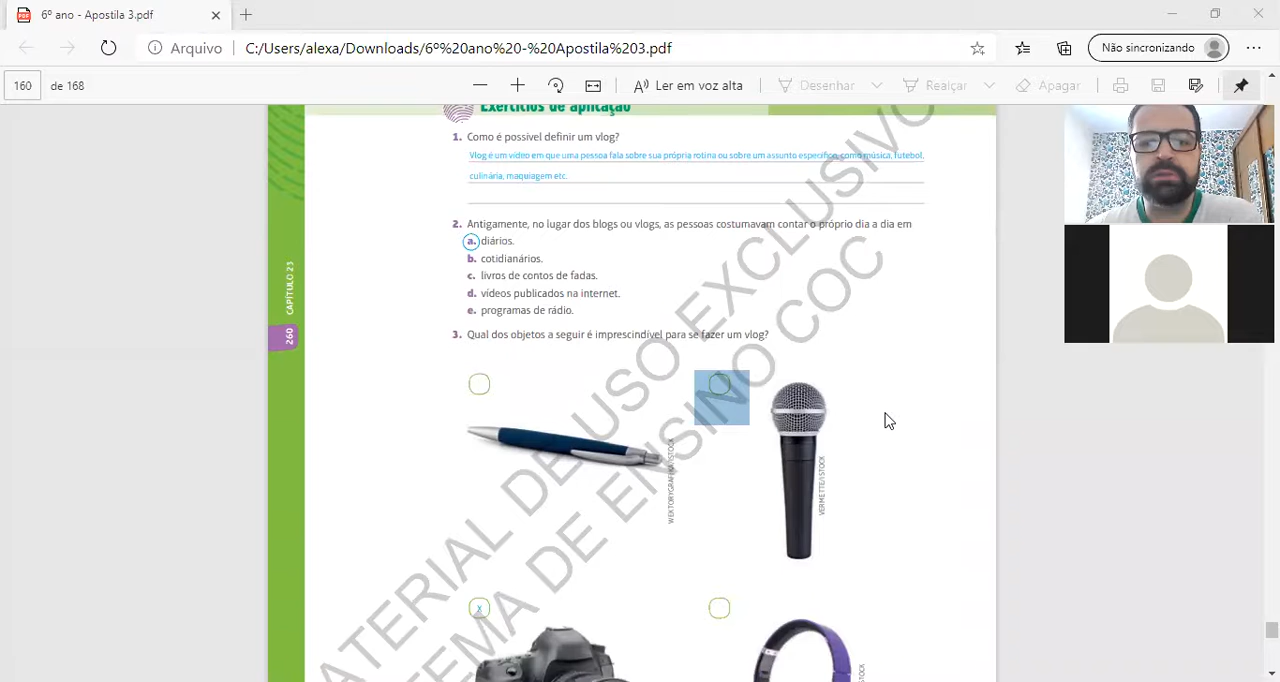 6º ano - Apostila 3.pdf
Arquivo
C:/Users/alexa/Downloads/6º%20ano%20-%20Apostila%203.pdf
Não sincronizando
160 de 168
Ler em voz alta
Desenhar
Realçar
Apagar
Exercícios de aplicação
1. Como é possível definir um vlog?
Vlog é um vídeo em que uma pessoa fala sobre sua própria rotina ou sobre um assunto específico, como música, futebol,
culinária, maquiagem etc.
2. Antigamente, no lugar dos blogs ou vlogs, as pessoas costumavam contar o próprio dia a dia em
a. diários.
b. cotidianários.
c. livros de contos de fadas.
d. vídeos publicados na internet.
e. programas de rádio.
3. Qual dos objetos a seguir é imprescindível para se fazer um vlog?
CAPÍTULO 23
260
WEKTORYGRAFIKA/ISTOCK
VERMETTE/ISTOCK
x
MATERIAL DE USO EXCLUSIVO
SISTEMA DE ENSINO COC